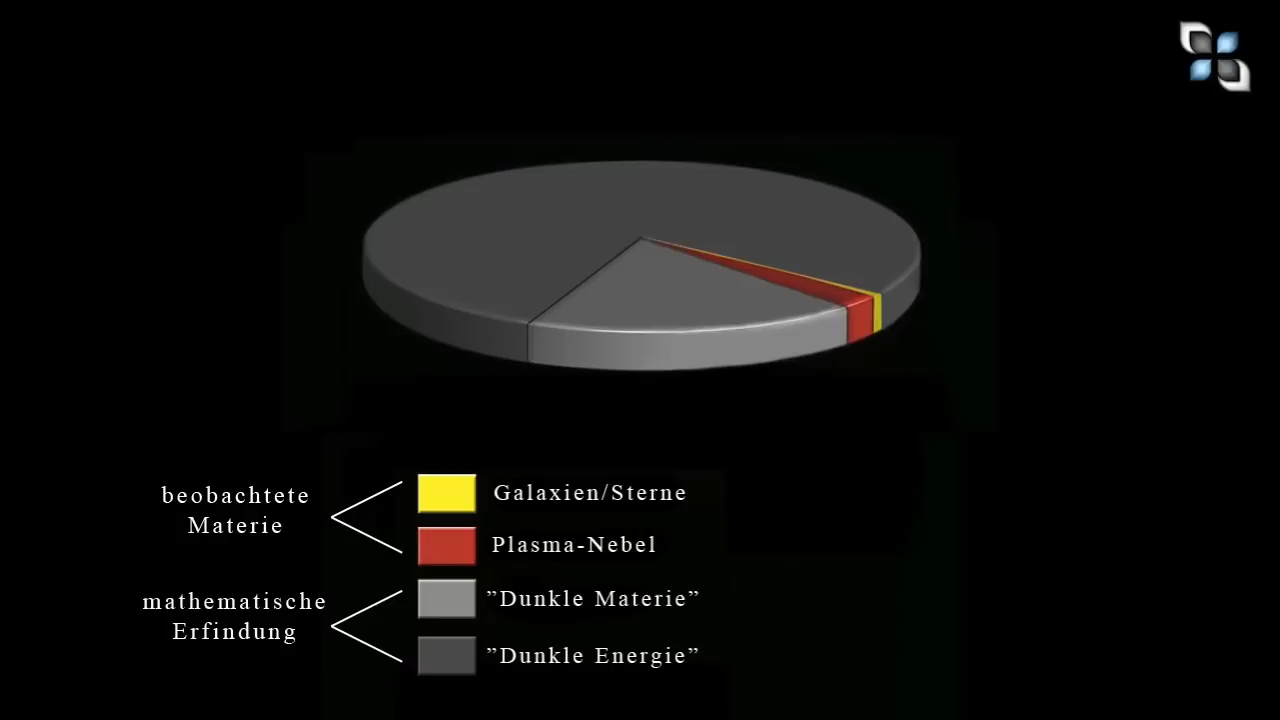 beobachtete
Materie
Galaxien/Sterne
Plasma-Nebel
mathematische
Erfindung
”Dunkle Materie”
”Dunkle Energie”